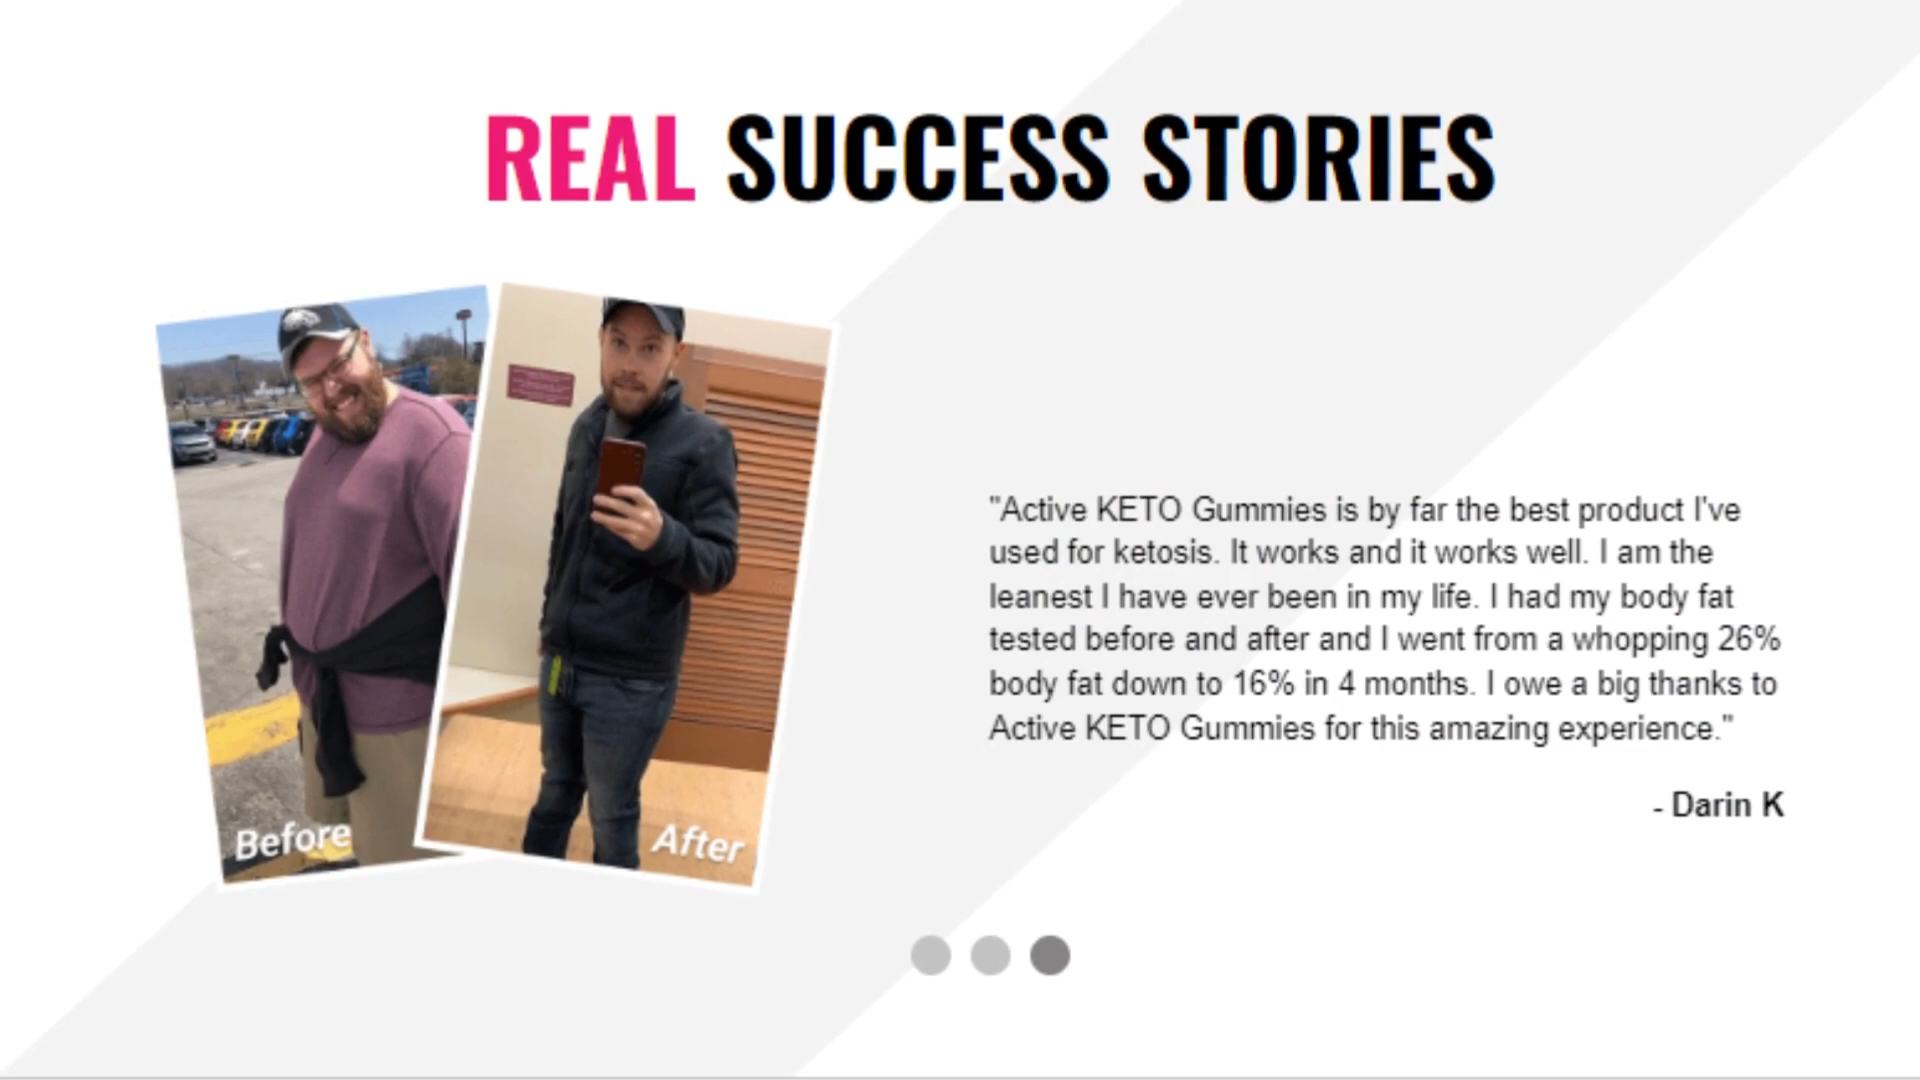 REAL SUCCESS STORIES
Before
After
"Active KETO Gummies is by far the best product I've
used for ketosis. It works and it works well. I am the
leanest I have ever been in my life. I had my body fat
tested before and after and I went from a whopping 26%
body fat down to 16% in 4 months. I owe a big thanks to
Active KETO Gummies for this amazing experience."
- Darin K